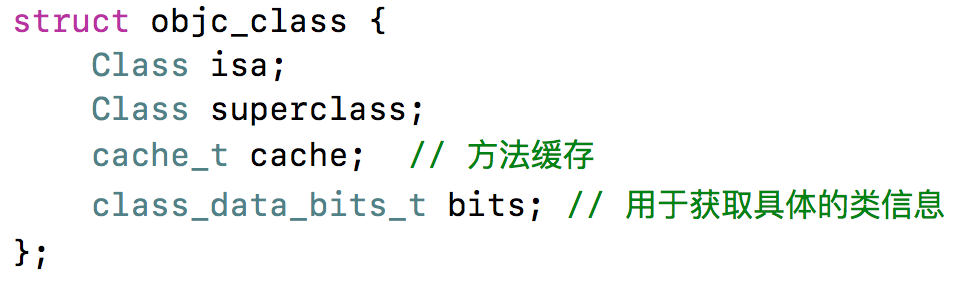 struct objc_class {
    Class isa;
    Class superclass;
    cache_t cache;  // 方法缓存
    class_data_bits_t bits; // 用于获取具体的类信息
};